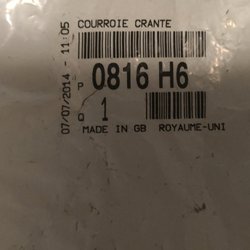 COURROIE CRANTE
07/07/2014 - 11:05
P 0816 H6
Q 1
MADE IN GB ROYAUME-UNI